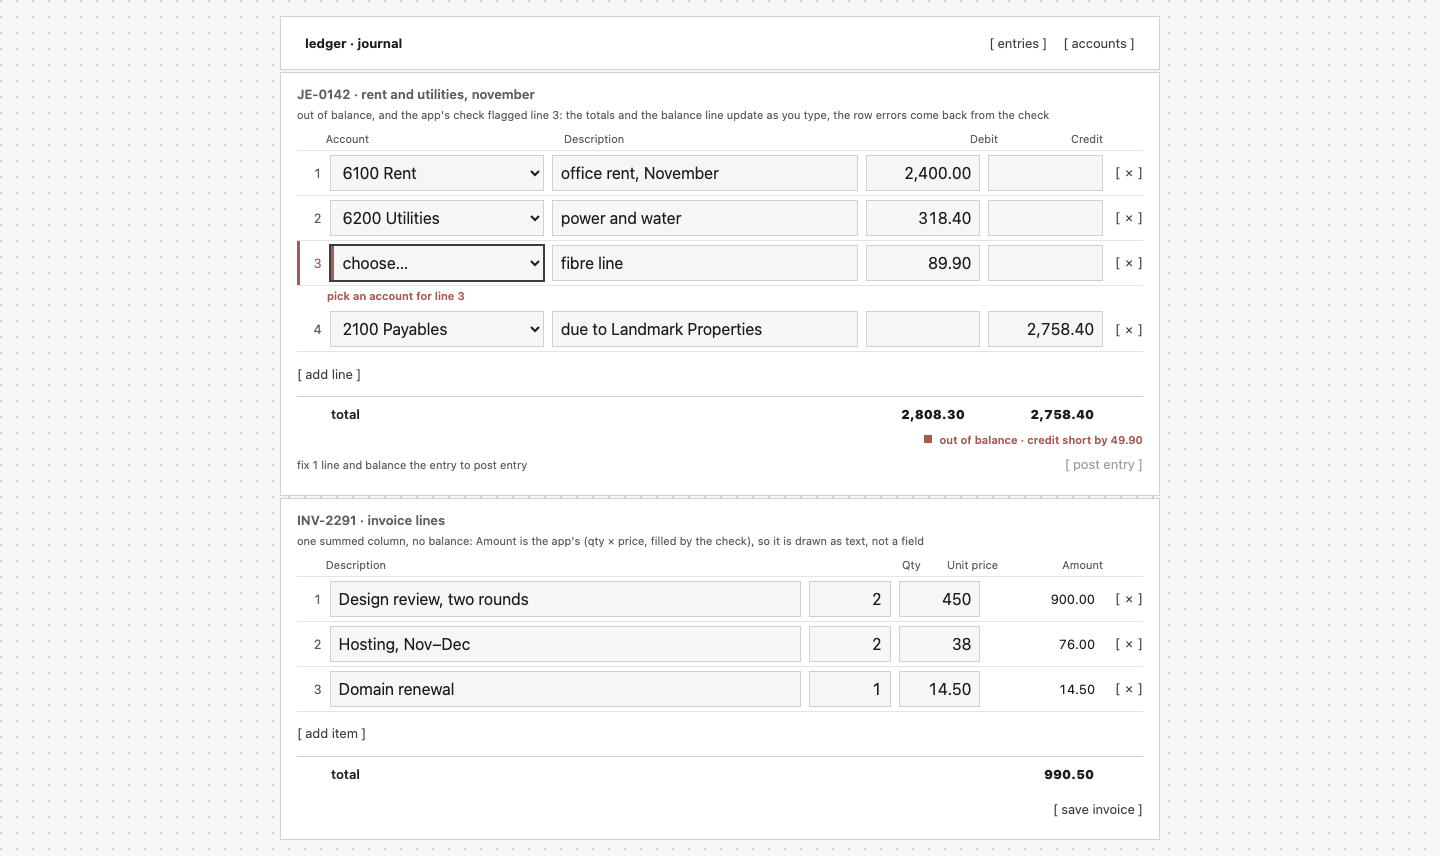 ledger · journal [ entries ] [ accounts ]
JE-0142 · rent and utilities, november
out of balance, and the app's check flagged line 3: the totals and the balance line update as you type, the row errors come back from the check
Account Description Debit Credit
1 6100 Rent office rent, November 2,400.00 [ × ]
2 6200 Utilities power and water 318.40 [ × ]
3 choose... fibre line 89.90 [ × ]
pick an account for line 3
4 2100 Payables due to Landmark Properties 2,758.40 [ × ]
[ add line ]
total 2,808.30 2,758.40
out of balance · credit short by 49.90
fix 1 line and balance the entry to post entry [ post entry ]
INV-2291 · invoice lines
one summed column, no balance: Amount is the app's (qty × price, filled by the check), so it is drawn as text, not a field
Description Qty Unit price Amount
1 Design review, two rounds 2 450 900.00 [ × ]
2 Hosting, Nov–Dec 2 38 76.00 [ × ]
3 Domain renewal 1 14.50 14.50 [ × ]
[ add item ]
total 990.50
[ save invoice ]